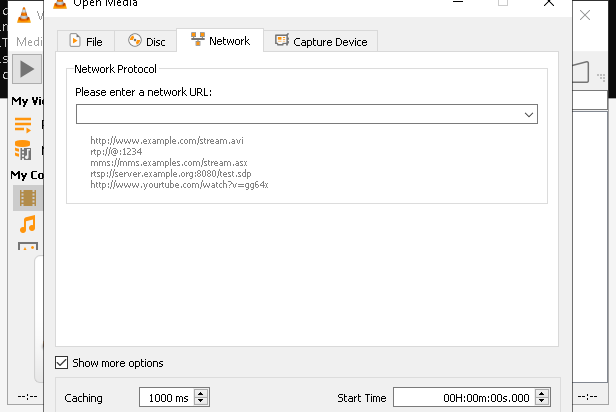 Open Media
Medi
File
Disc
Network
Capture Device
Network Protocol
Please enter a network URL:
My Vi
My Co
http://www.example.com/stream.avi
rtp://@:1234
mms://mms.examples.com/stream.asx
rtsp://server.example.org:8080/test.sdp
http://www.yourtube.com/watch?v=gg64x
Show more options
Caching
1000 ms
Start Time
00H:00m:00s.000
--:--
--:--